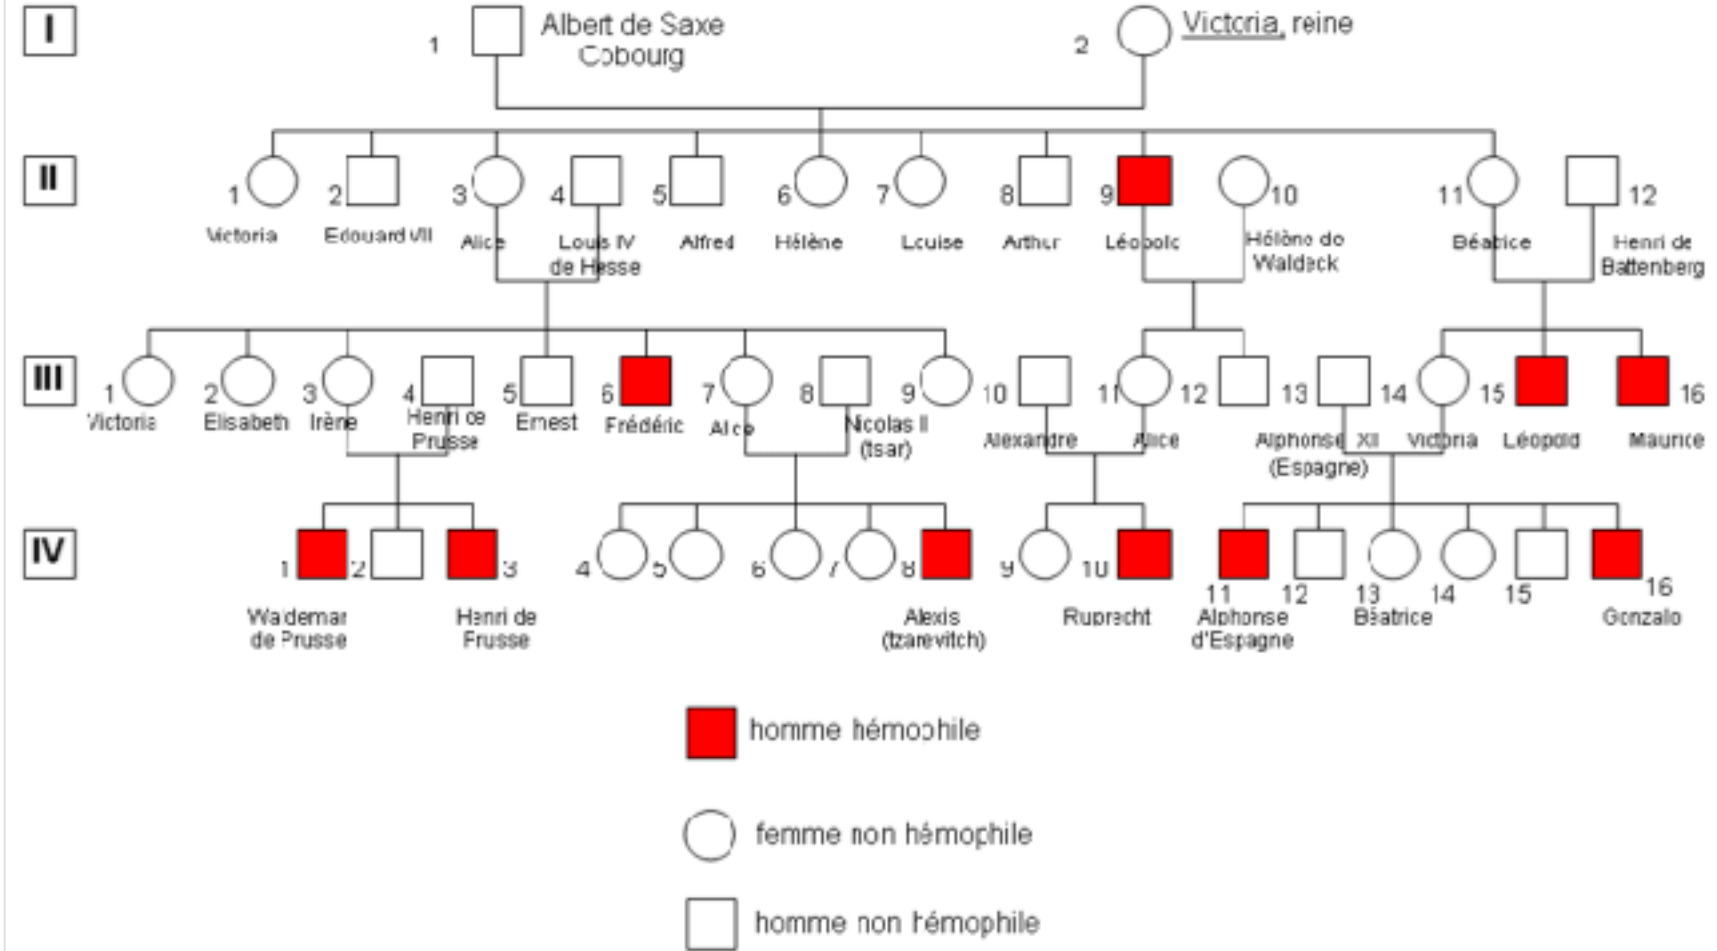 I
1
Albert de Saxe
Cobourg
2
Victoria, reine
II
1
2
3
4
5
6
7
8
9
10
11
12
Victoria
Edouard VII
Alice
Louis IV
de Hesse
Alfred
Hélène
Louise
Arthur
Léopold
Hélène de
Waldeck
Béatrice
Henri de
Battenberg
III
1
2
3
4
5
6
7
8
9
10
11
12
13
14
15
16
Victoria
Elisabeth
Irène
Henri de
Prusse
Ernest
Frédéric
Alice
Nicolas II
(tsar)
Alexandre
Alice
Alphonse XII
(Espagne)
Victoria
Léopold
Maurice
IV
1
2
3
4
5
6
7
8
9
10
11
12
13
14
15
16
Waldemar
de Prusse
Henri de
Prusse
Alexis
(tzarevitch)
Ruprecht
Alphonse
d'Espagne
Béatrice
Gonzalo
homme hémophile
femme non hémophile
homme non hémophile